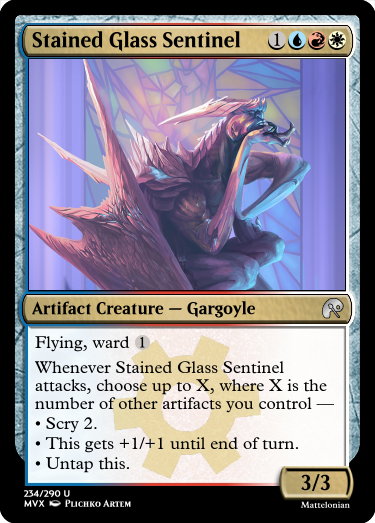 Stained Glass Sentinel 1
Artifact Creature — Gargoyle
Flying, ward 1
Whenever Stained Glass Sentinel
attacks, choose up to X, where X is the
number of other artifacts you control —
• Scry 2.
• This gets +1/+1 until end of turn.
• Untap this.
3/3
234/290 U
MVX Plichko Artem
Mattelonian